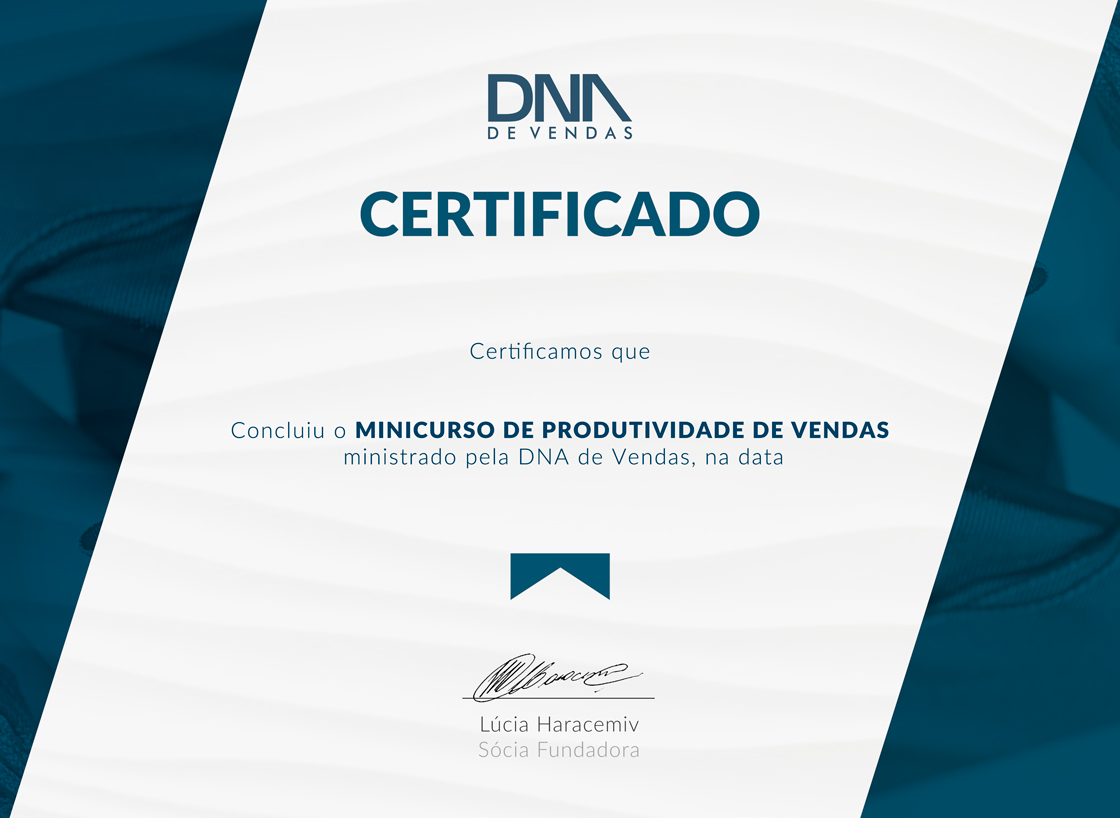 DNA
DE VENDAS
CERTIFICADO
Certificamos que
Concluiu o MINICURSO DE PRODUTIVIDADE DE VENDAS
ministrado pela DNA de Vendas, na data
Lúcia Haracemiv
Sócia Fundadora